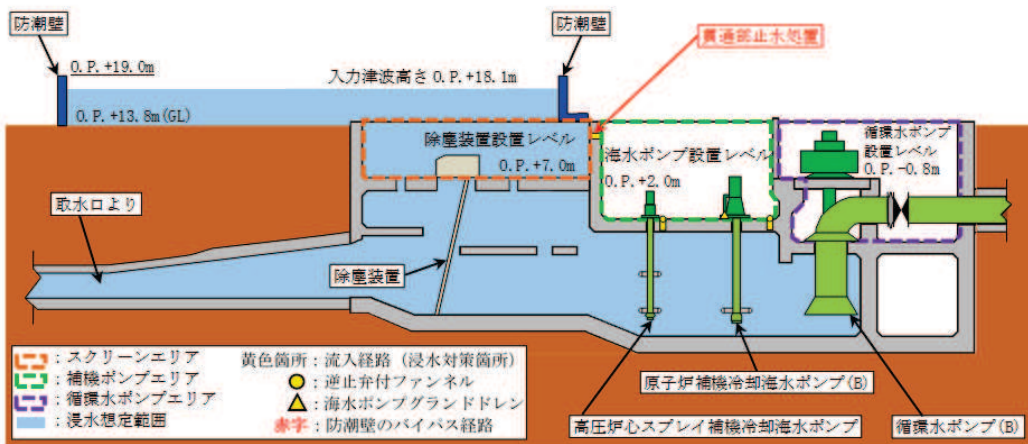 防潮壁
防潮壁
貫通部止水処置
O.P.+19.0m
入力津波高さ O.P.+18.1m
O.P.+13.8m(GL)
除塵装置設置レベル
O.P.+7.0m
海水ポンプ設置レベル
O.P.+2.0m
循環水ポンプ
設置レベル
O.P.-0.8m
取水口より
除塵装置
:スクリーンエリア
:補機ポンプエリア
:循環水ポンプエリア
:浸水想定範囲
黄色箇所:流入経路(浸水対策箇所)
:逆止弁付ファンネル
:海水ポンプグランドドレン
赤字:防潮壁のバイパス経路
原子炉補機冷却海水ポンプ(B)
高圧炉心スプレイ補機冷却海水ポンプ
循環水ポンプ(B)